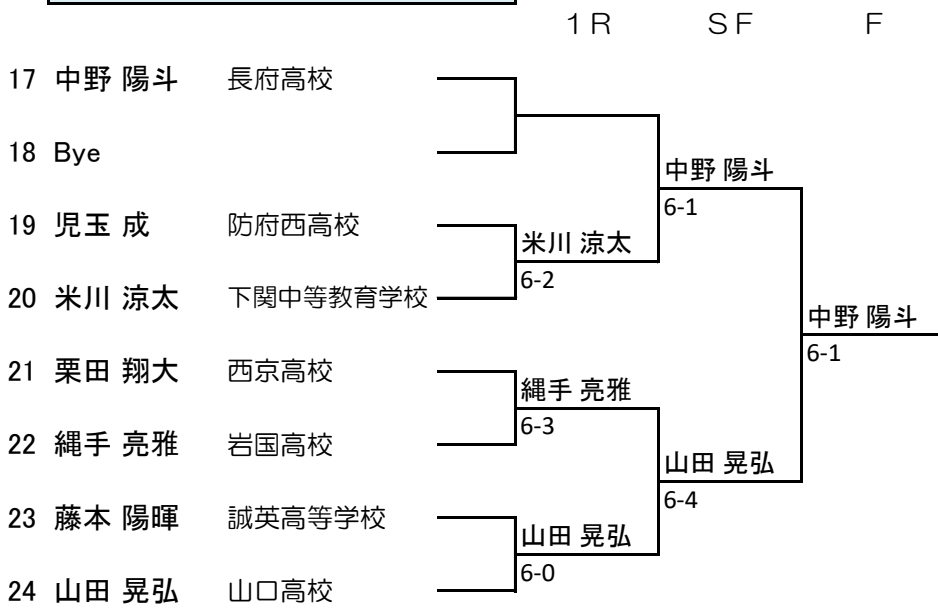 １Ｒ ＳＦ Ｆ
17 中野 陽斗 長府高校
18 Bye
中野 陽斗
6-1
19 児玉 成 防府西高校
米川 涼太
6-2
20 米川 涼太 下関中等教育学校
中野 陽斗
6-1
21 栗田 翔大 西京高校
縄手 亮雅
6-3
22 縄手 亮雅 岩国高校
山田 晃弘
6-4
23 藤本 陽暉 誠英高等学校
山田 晃弘
6-0
24 山田 晃弘 山口高校